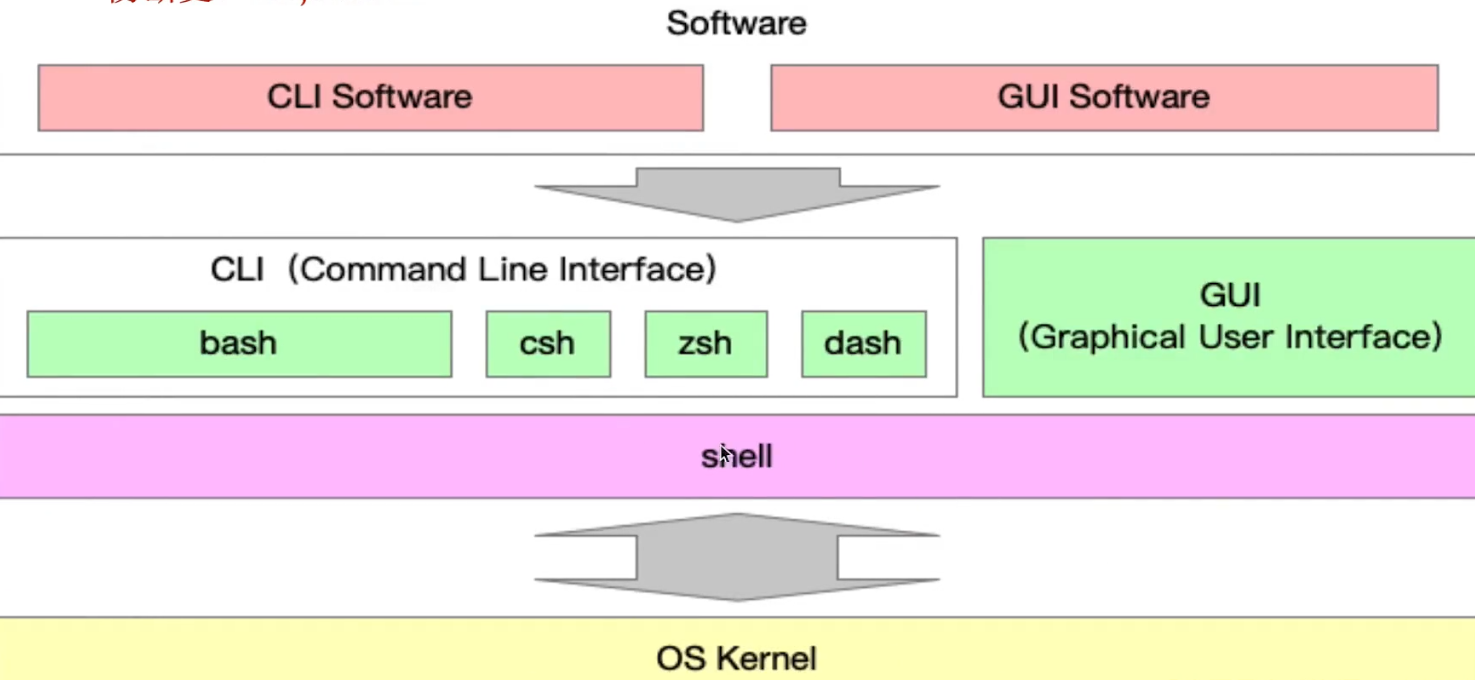 Software
CLI Software
GUI Software
CLI（Command Line Interface）
bash
csh
zsh
dash
GUI
（Graphical User Interface）
shell
OS Kernel